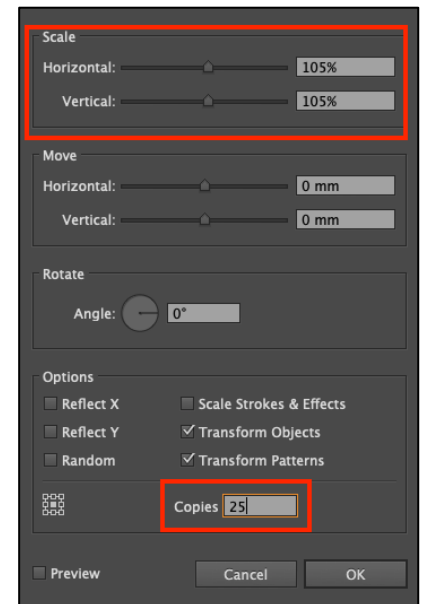 Scale
Horizontal: 105%
Vertical: 105%
Move
Horizontal: 0 mm
Vertical: 0 mm
Rotate
Angle: 0°
Options
Reflect X Scale Strokes & Effects
Reflect Y Transform Objects
Random Transform Patterns
Copies 25
Preview Cancel OK